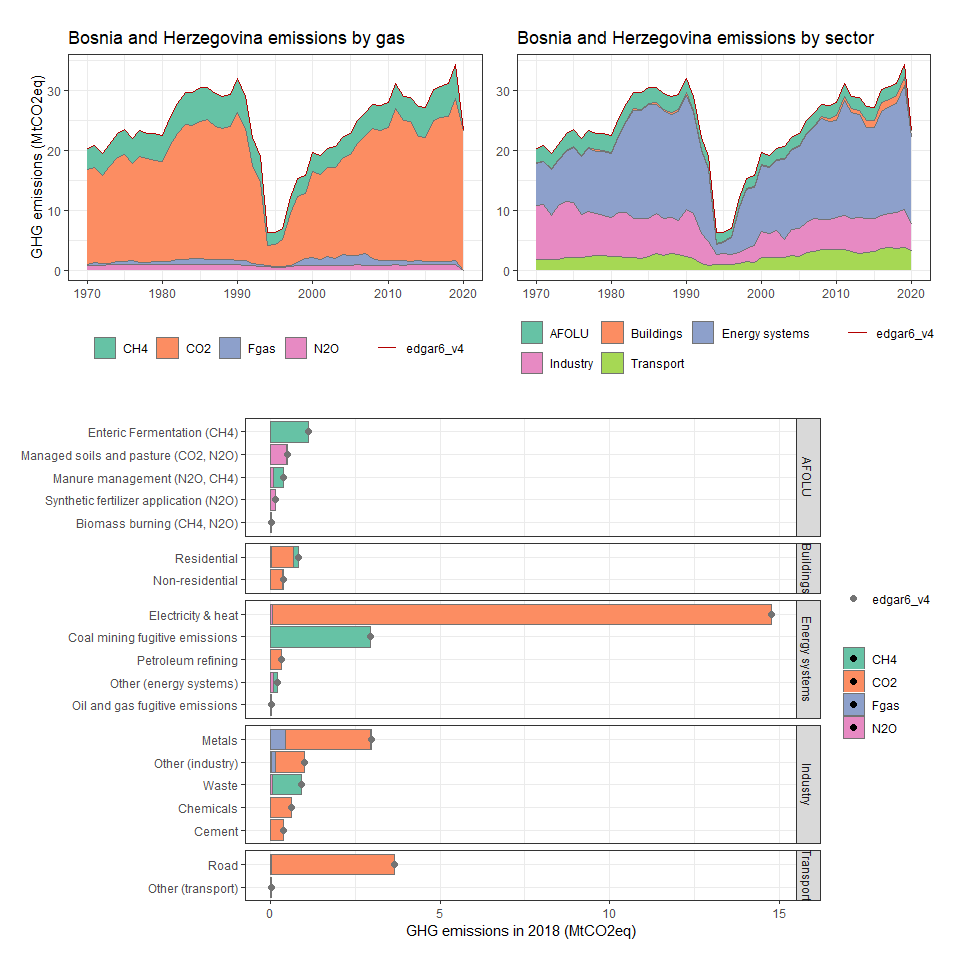 Bosnia and Herzegovina emissions by gas
GHG emissions (MtCO2eq)
30
20
10
0
1970 1980 1990 2000 2010 2020
CH4 CO2 Fgas N2O edgar6_v4
Bosnia and Herzegovina emissions by sector
30
20
10
0
1970 1980 1990 2000 2010 2020
AFOLU Buildings Energy systems edgar6_v4
Industry Transport
Enteric Fermentation (CH4)
Managed soils and pasture (CO2, N2O)
Manure management (N2O, CH4)
Synthetic fertilizer application (N2O)
Biomass burning (CH4, N2O)
AFOLU
Residential
Non-residential
Buildings
Electricity & heat
Coal mining fugitive emissions
Petroleum refining
Other (energy systems)
Oil and gas fugitive emissions
Energy systems
Metals
Other (industry)
Waste
Chemicals
Cement
Industry
Road
Other (transport)
Transport
0 5 10 15
GHG emissions in 2018 (MtCO2eq)
edgar6_v4
CH4
CO2
Fgas
N2O